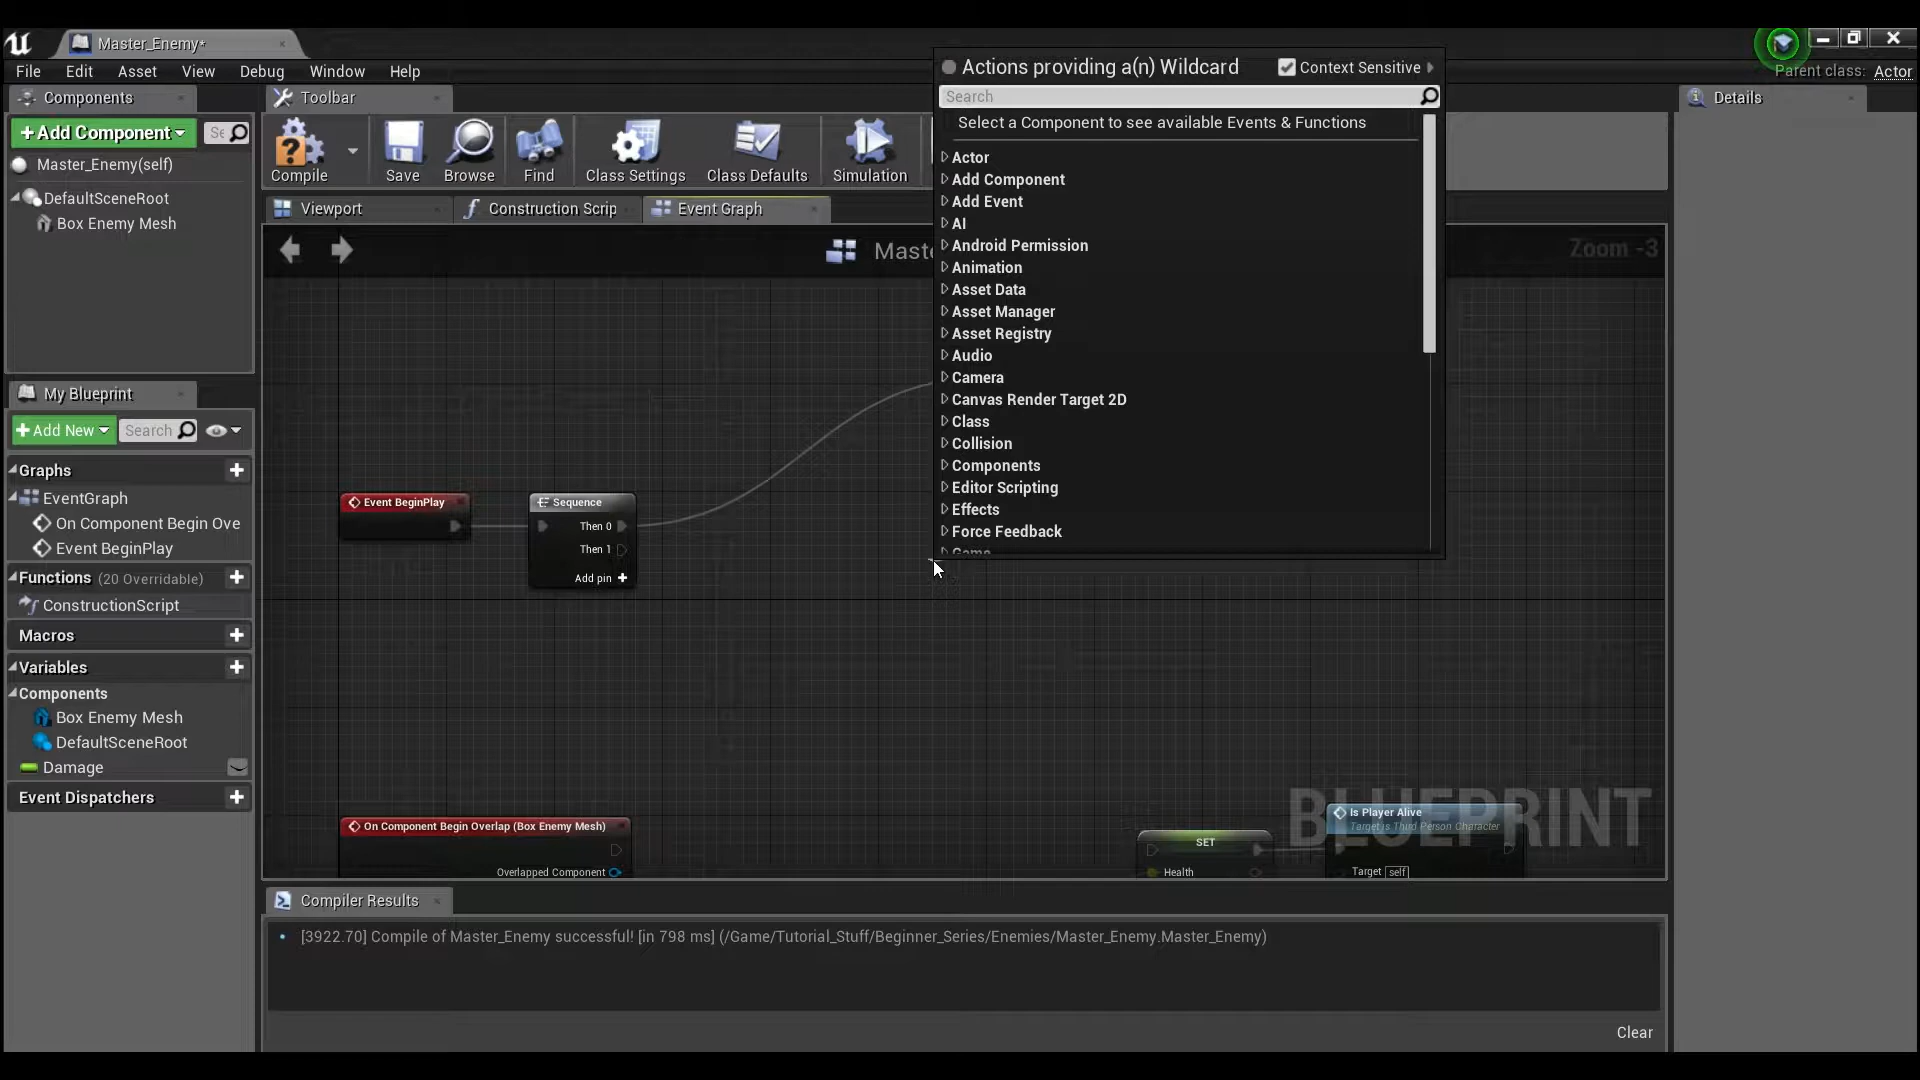 Master_Enemy*
File Edit Asset View Debug Window Help
Parent class: Actor
Components
Toolbar
Details
Add Component
Se
Master_Enemy(self)
DefaultSceneRoot
Box Enemy Mesh
Compile
Save
Browse
Find
Class Settings
Class Defaults
Simulation
Viewport
Construction Scrip
Event Graph
Zoom -3
Actions providing a(n) Wildcard
Context Sensitive
Search
Select a Component to see available Events & Functions
Actor
Add Component
Add Event
AI
Android Permission
Animation
Asset Data
Asset Manager
Asset Registry
Audio
Camera
Canvas Render Target 2D
Class
Collision
Components
Editor Scripting
Effects
Force Feedback
Game
My Blueprint
Add New
Search
Graphs
EventGraph
On Component Begin Ove
Event BeginPlay
Functions (20 Overridable)
ConstructionScript
Macros
Variables
Components
Box Enemy Mesh
DefaultSceneRoot
Damage
Event Dispatchers
Event BeginPlay
Sequence
Then 0
Then 1
Add pin
On Component Begin Overlap (Box Enemy Mesh)
Overlapped Component
SET
Health
BLUEPRINT
Is Player Alive
Target is Third Person Character
Target self
Compiler Results
[3922.70] Compile of Master_Enemy successful! [in 798 ms] (/Game/Tutorial_Stuff/Beginner_Series/Enemies/Master_Enemy.Master_Enemy)
Clear